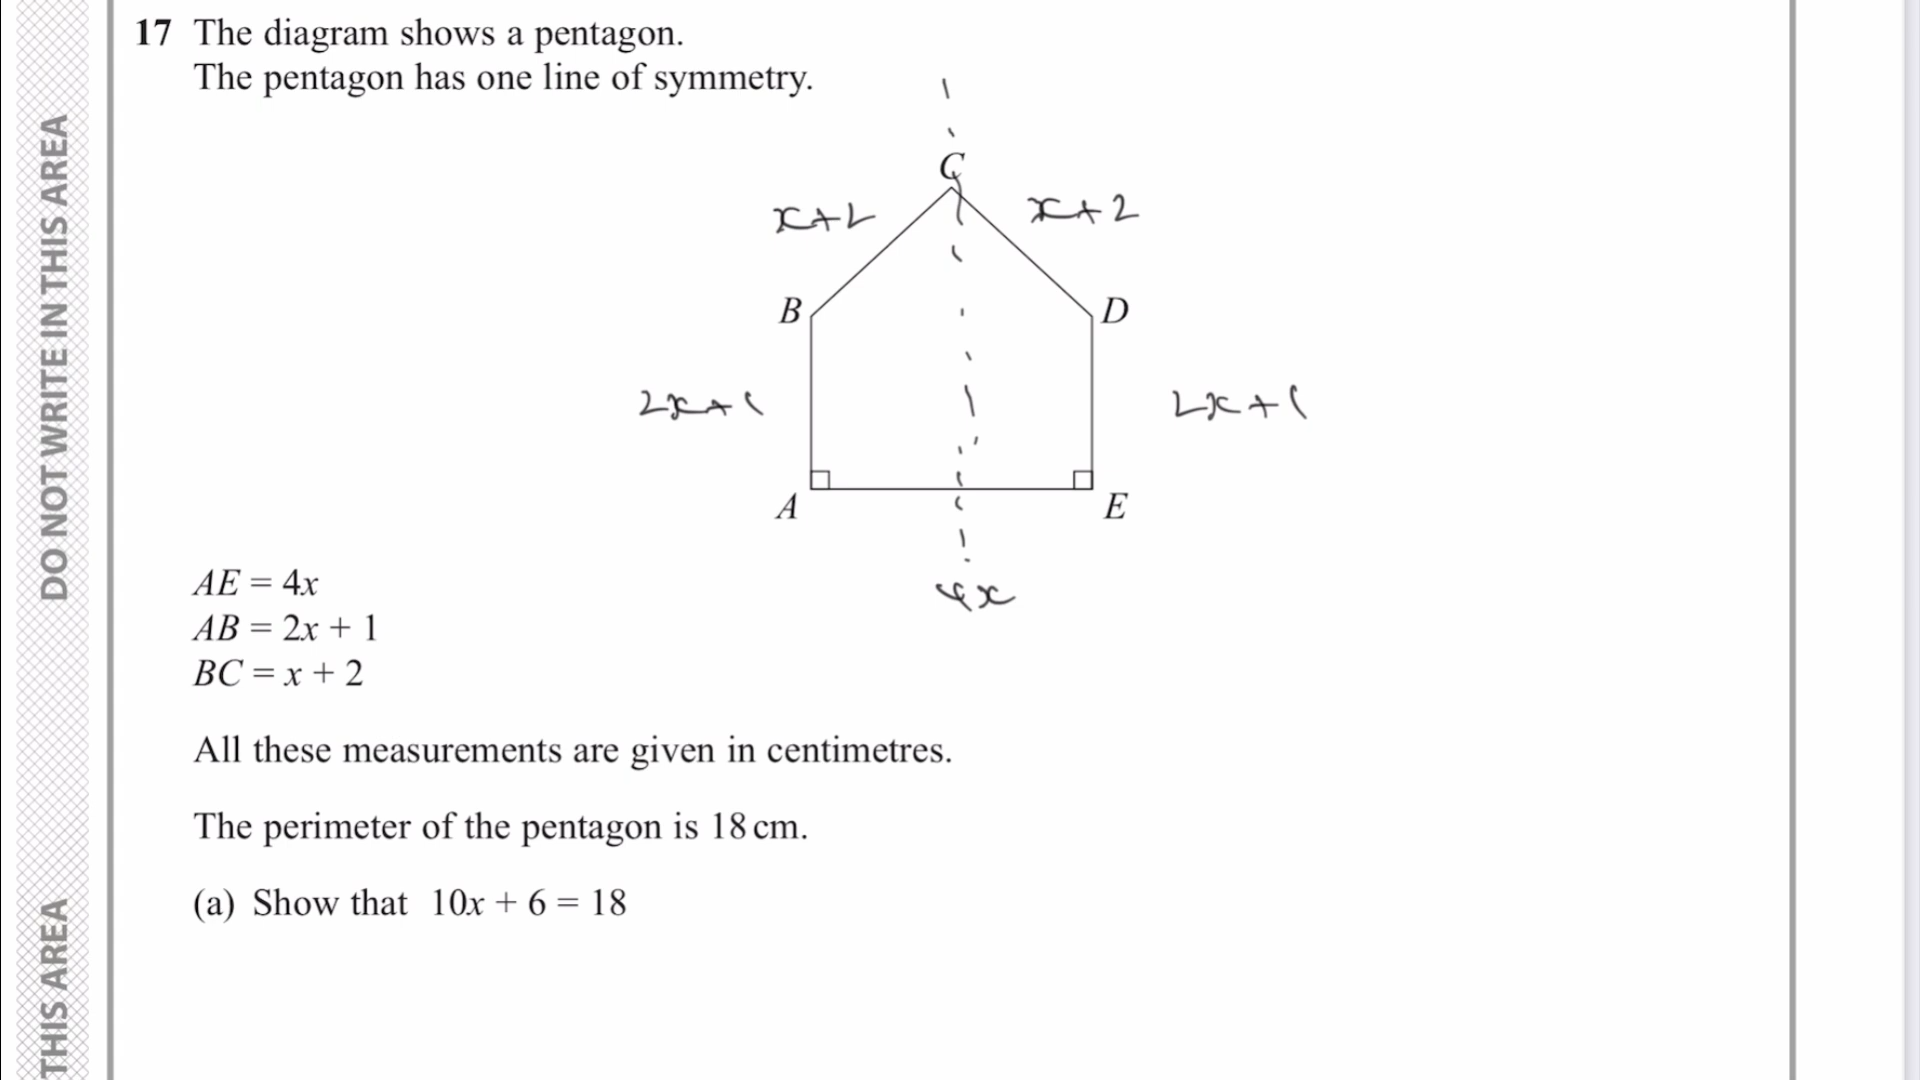 17 The diagram shows a pentagon.
The pentagon has one line of symmetry.
C
x+2 x+2
B D
2x+1 2x+1
A E
4x
AE = 4x
AB = 2x + 1
BC = x + 2
All these measurements are given in centimetres.
The perimeter of the pentagon is 18 cm.
(a) Show that 10x + 6 = 18
DO NOT WRITE IN THIS AREA
THIS AREA